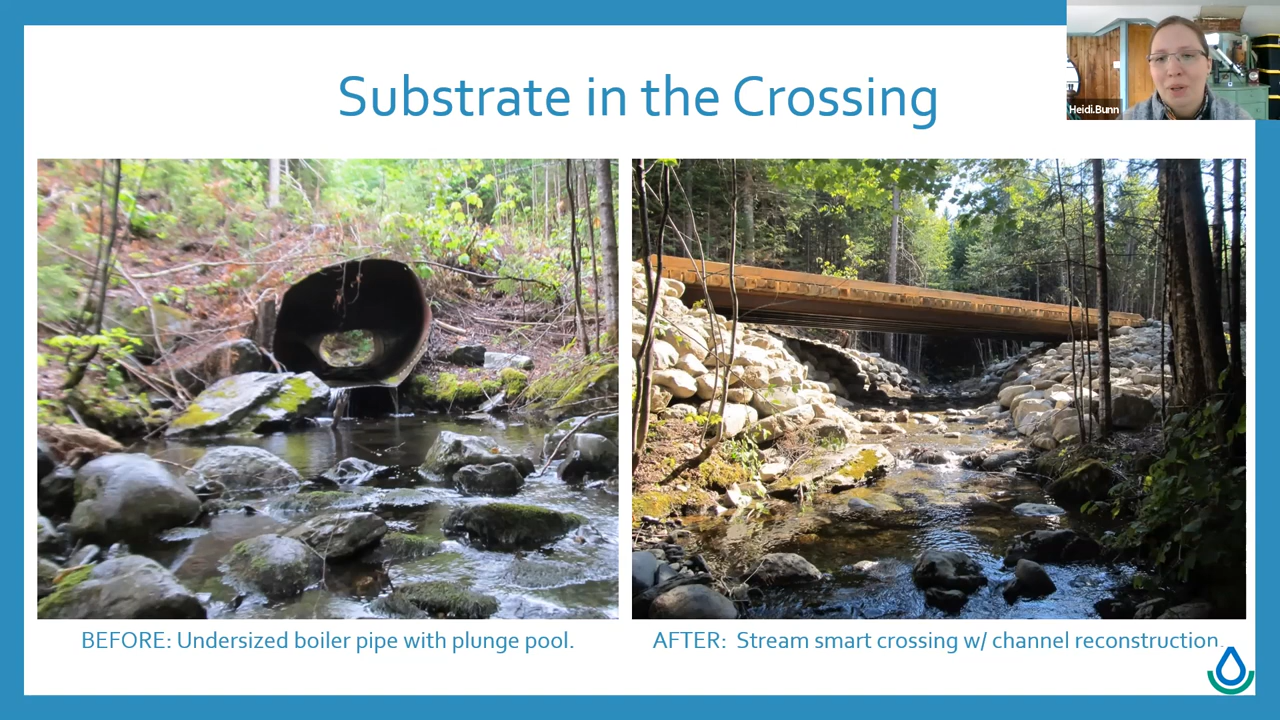 Substrate in the Crossing
Heidi.Bunn
BEFORE: Undersized boiler pipe with plunge pool.
AFTER: Stream smart crossing w/ channel reconstruction.